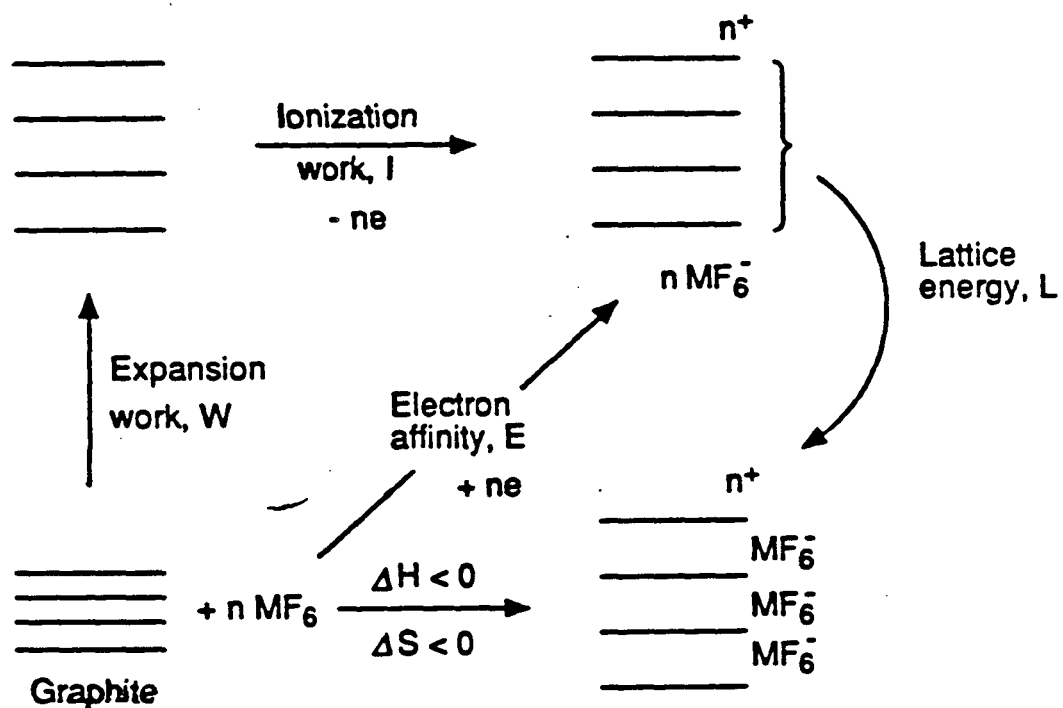 n⁺
Ionization
work, I
- ne
n MF₆⁻
Lattice
energy, L
Expansion
work, W
Electron
affinity, E
+ ne
n⁺
MF₆⁻
ΔH < 0
+ n MF₆
MF₆⁻
ΔS < 0
MF₆⁻
Graphite